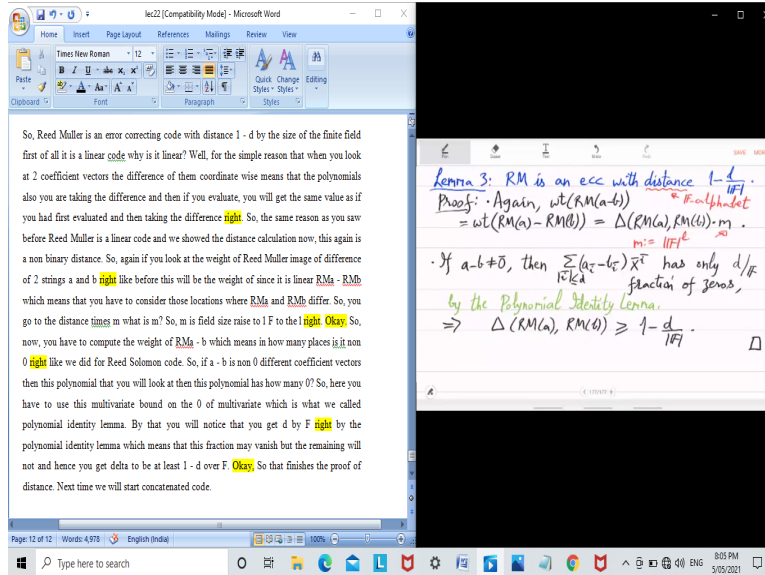 lec22 [Compatibility Mode] - Microsoft Word
Home Insert Page Layout References Mailings Review View
Times New Roman 12
Paste
Quick Styles
Change Styles
Editing
Clipboard Font Paragraph Styles
So, Reed Muller is an error correcting code with distance 1 - d by the size of the finite field
first of all it is a linear code why is it linear? Well, for the simple reason that when you look
at 2 coefficient vectors the difference of them coordinate wise means that the polynomials
also you are taking the difference and then if you evaluate, you will get the same value as if
you had first evaluated and then taking the difference right. So, the same reason as you saw
before Reed Muller is a linear code and we showed the distance calculation now, this again is
a non binary distance. So, again if you look at the weight of Reed Muller image of difference
of 2 strings a and b right like before this will be the weight of since it is linear RMa - RMb
which means that you have to consider those locations where RMa and RMb differ. So, you
go to the distance times m what is m? So, m is field size raise to 1 F to the l right. Okay. So,
now, you have to compute the weight of RMa - b which means in how many places is it non
0 right like we did for Reed Solomon code. So, if a - b is non 0 different coefficient vectors
then this polynomial that you will look at then this polynomial has how many 0? So, here you
have to use this multivariate bound on the 0 of multivariate which is what we called
polynomial identity lemma. By that you will notice that you get d by F right by the
polynomial identity lemma which means that this fraction may vanish but the remaining will
not and hence you get delta to be at least 1 - d over F. Okay, So that finishes the proof of
distance. Next time we will start concatenated code.
Page: 12 of 12 Words: 4,978 English (India) 100%
SAVE MORE
Lemma 3: RM is an ecc with distance 1-d/|F|.
F-alphabet
Proof: · Again, wt(RM(a-b))
= wt(RM(a)-RM(b)) = Δ(RM(a), RM(b))·m .
m := |F|^l
· If a-b≠0̄, then Σ_{|ī|≤d} (a_ī - b_ī) x̄^ī has only d/|F|
fraction of zeros,
by the Polynomial Identity Lemma.
=> Δ(RM(a), RM(b)) ≥ 1-d/|F| .
□
177/177
Type here to search
ENG
8:05 PM
5/05/2021